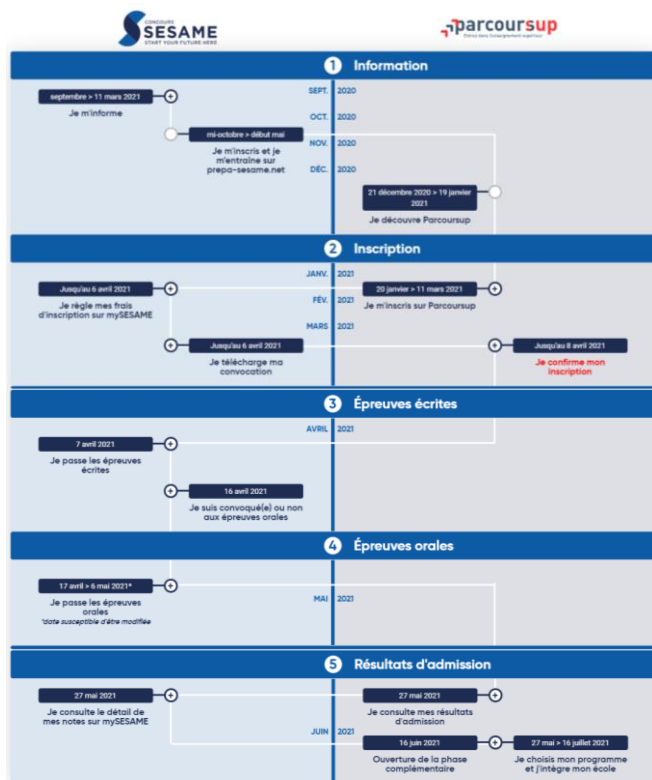 CONCOURS
SESAME
START YOUR FUTURE HERE
parcoursup
Entrez dans l'enseignement supérieur
1 Information
septembre > 11 mars 2021
Je m'informe
SEPT. 2020
OCT. 2020
mi-octobre > début mai
Je m'inscris et je
m'entraîne sur
prepa-sesame.net
NOV. 2020
DÉC. 2020
21 décembre 2020 > 19 janvier
2021
Je découvre Parcoursup
2 Inscription
JANV. 2021
Jusqu'au 6 avril 2021
Je règle mes frais
d'inscription sur mySESAME
20 janvier > 11 mars 2021
Je m'inscris sur Parcoursup
FÉV. 2021
MARS 2021
Jusqu'au 6 avril 2021
Je télécharge ma
convocation
Jusqu'au 8 avril 2021
Je confirme mon
inscription
3 Épreuves écrites
AVRIL 2021
7 avril 2021
Je passe les épreuves
écrites
16 avril 2021
Je suis convoqué(e) ou non
aux épreuves orales
4 Épreuves orales
17 avril > 6 mai 2021*
Je passe les épreuves
orales
*date susceptible d'être modifiée
MAI 2021
5 Résultats d'admission
27 mai 2021
Je consulte le détail de
mes notes sur mySESAME
27 mai 2021
Je consulte mes résultats
d'admission
JUIN 2021
16 juin 2021
Ouverture de la phase
complémentaire
27 mai > 16 juillet 2021
Je choisis mon programme
et j'intègre mon école